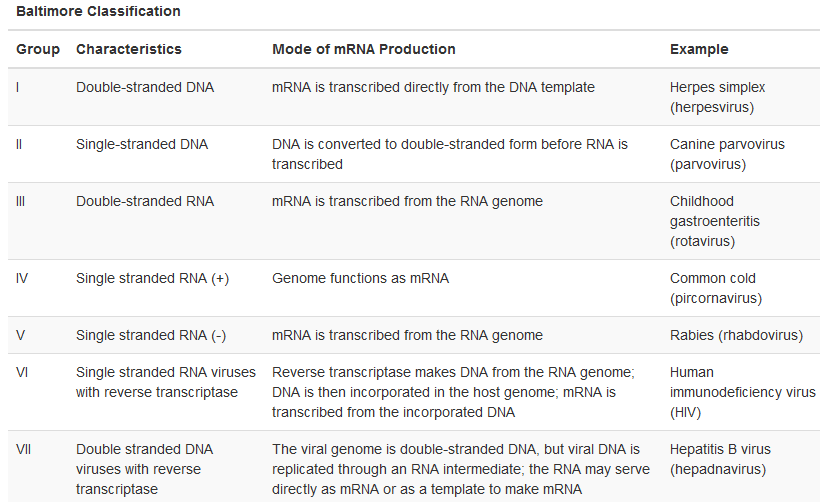 Baltimore Classification
Group Characteristics Mode of mRNA Production Example
I Double-stranded DNA mRNA is transcribed directly from the DNA template Herpes simplex
(herpesvirus)
II Single-stranded DNA DNA is converted to double-stranded form before RNA is Canine parvovirus
transcribed (parvovirus)
III Double-stranded RNA mRNA is transcribed from the RNA genome Childhood
gastroenteritis
(rotavirus)
IV Single stranded RNA (+) Genome functions as mRNA Common cold
(pircornavirus)
V Single stranded RNA (-) mRNA is transcribed from the RNA genome Rabies (rhabdovirus)
VI Single stranded RNA viruses Reverse transcriptase makes DNA from the RNA genome; Human
with reverse transcriptase DNA is then incorporated in the host genome; mRNA is immunodeficiency virus
transcribed from the incorporated DNA (HIV)
VII Double stranded DNA The viral genome is double-stranded DNA, but viral DNA is Hepatitis B virus
viruses with reverse replicated through an RNA intermediate; the RNA may serve (hepadnavirus)
transcriptase directly as mRNA or as a template to make mRNA